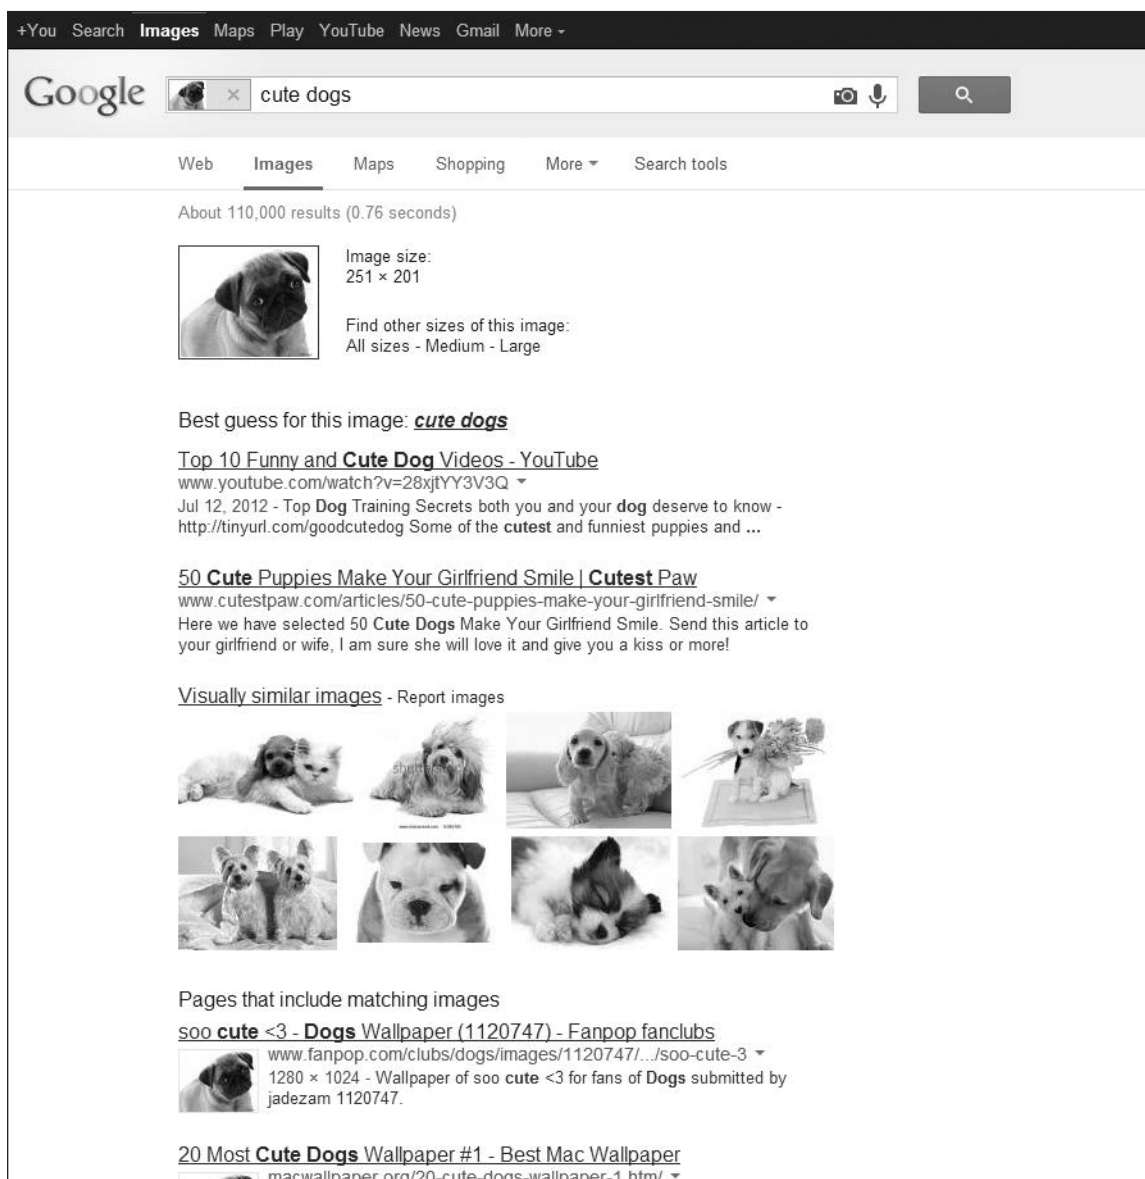 +You Search Images Maps Play YouTube News Gmail More
Google cute dogs
Web Images Maps Shopping More Search tools
About 110,000 results (0.76 seconds)
Image size:
251 × 201
Find other sizes of this image:
All sizes - Medium - Large
Best guess for this image: cute dogs
Top 10 Funny and Cute Dog Videos - YouTube
www.youtube.com/watch?v=28xjtYY3V3Q
Jul 12, 2012 - Top Dog Training Secrets both you and your dog deserve to know -
http://tinyurl.com/goodcutedog Some of the cutest and funniest puppies and ...
50 Cute Puppies Make Your Girlfriend Smile | Cutest Paw
www.cutestpaw.com/articles/50-cute-puppies-make-your-girlfriend-smile/
Here we have selected 50 Cute Dogs Make Your Girlfriend Smile. Send this article to
your girlfriend or wife, I am sure she will love it and give you a kiss or more!
Visually similar images - Report images
Pages that include matching images
soo cute <3 - Dogs Wallpaper (1120747) - Fanpop fanclubs
www.fanpop.com/clubs/dogs/images/1120747/.../soo-cute-3
1280 × 1024 - Wallpaper of soo cute <3 for fans of Dogs submitted by
jadezam 1120747.
20 Most Cute Dogs Wallpaper #1 - Best Mac Wallpaper
macwallpaper.org/20-cute-dogs-wallpaper-1.htm/